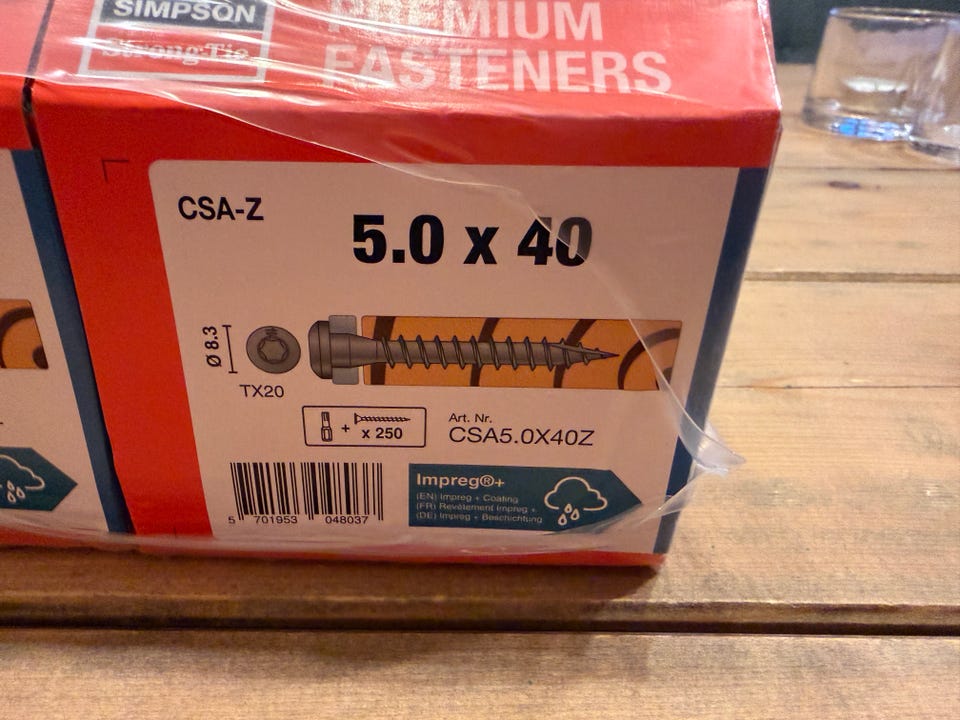 SIMPSON
Strong-Tie
PREMIUM
FASTENERS
CSA-Z
5.0 x 40
Ø 8.3
TX20
+ x 250
Art. Nr.
CSA5.0X40Z
Impreg®+
(EN) Impreg + Coating
(FR) Revêtement Impreg +
(DE) Impreg + Beschichtung
5 701953 048037